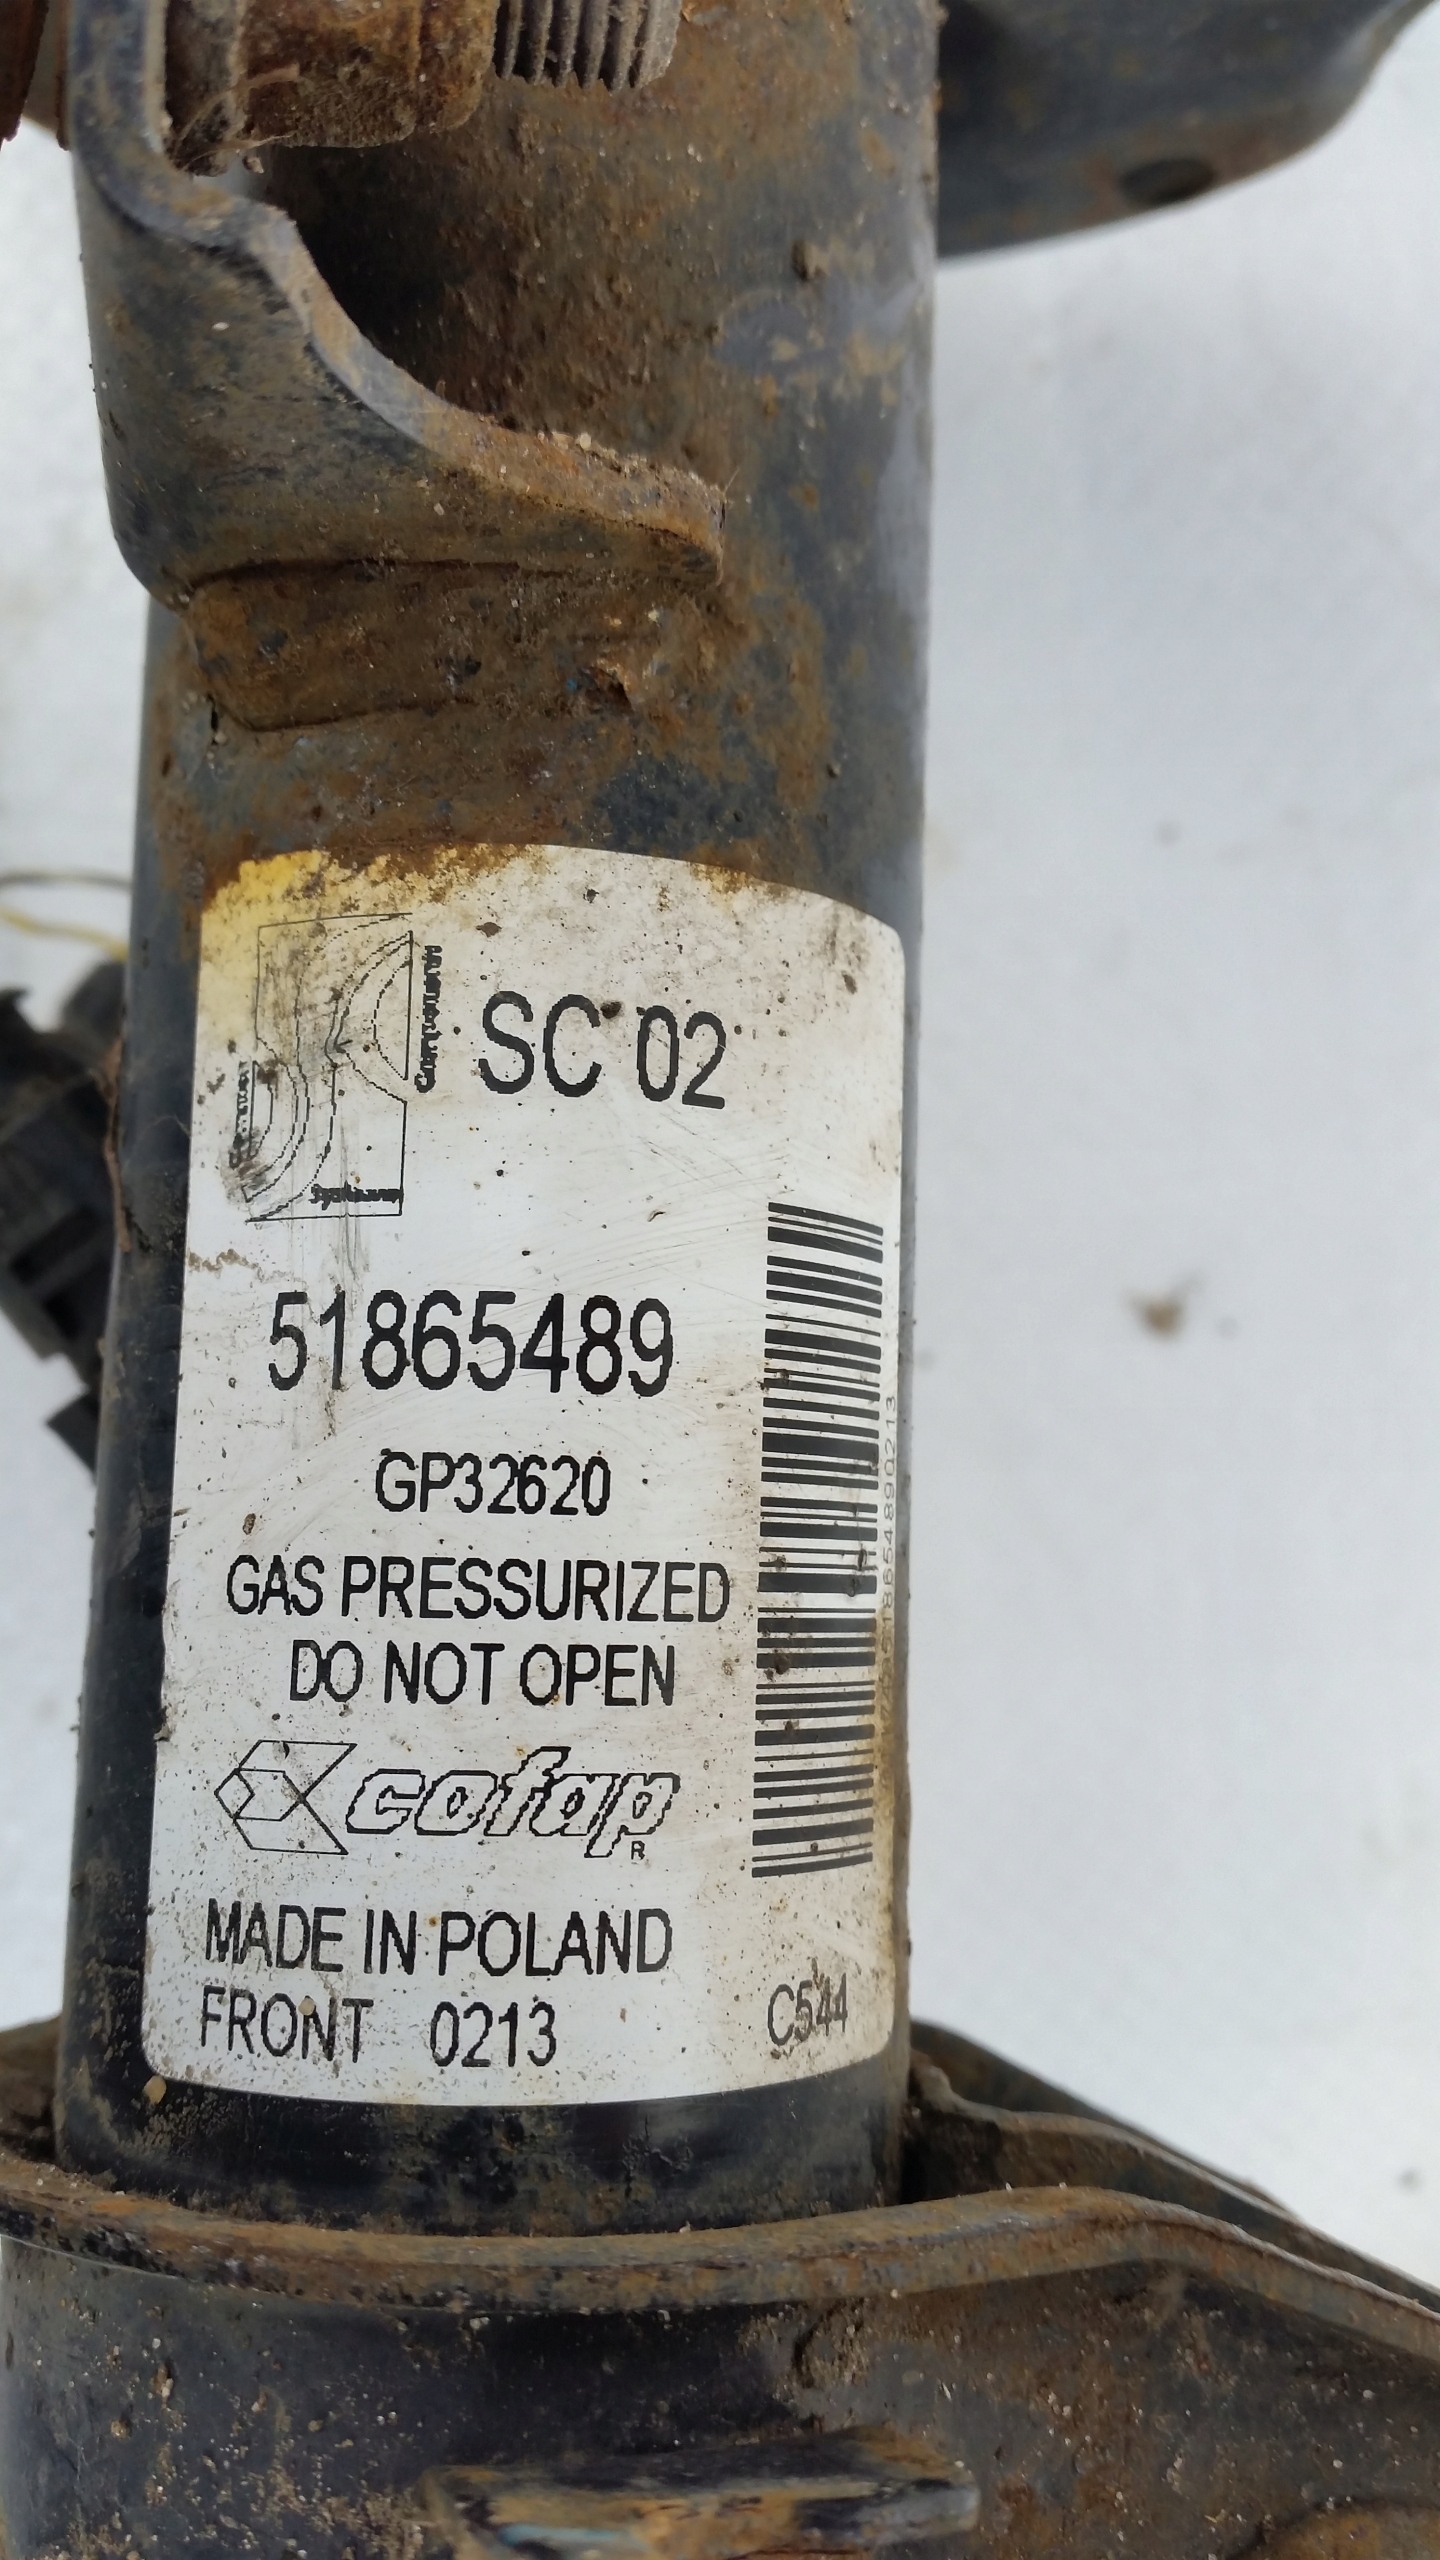 SC 02
51865489
GP32620
GAS PRESSURIZED
DO NOT OPEN
cofap
R
MADE IN POLAND
FRONT 0213
C544